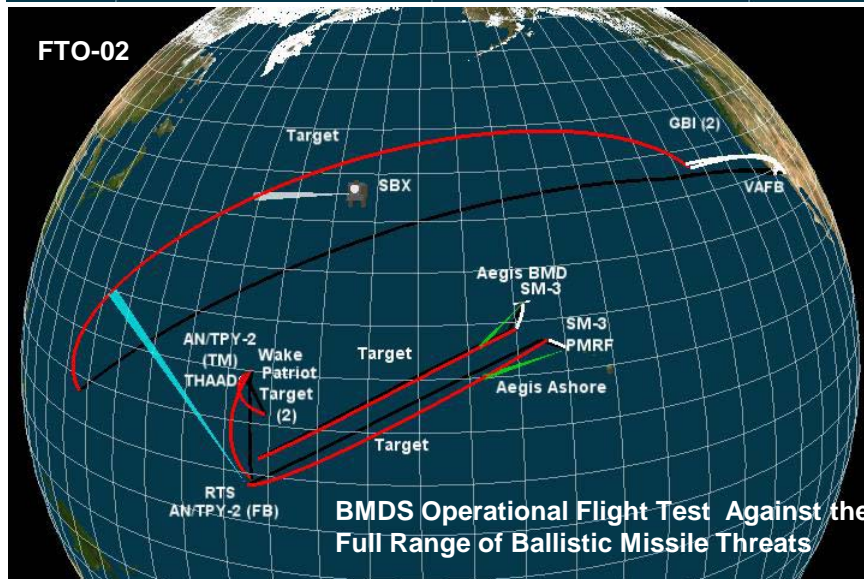 FTO-02
GBI (2)
Target
SBX
VAFB
Aegis BMD
SM-3
SM-3
PMRF
AN/TPY-2
(TM)
THAAD
Wake
Patriot
Target
(2)
Target
Aegis Ashore
Target
RTS
AN/TPY-2 (FB)
BMDS Operational Flight Test Against the
Full Range of Ballistic Missile Threats